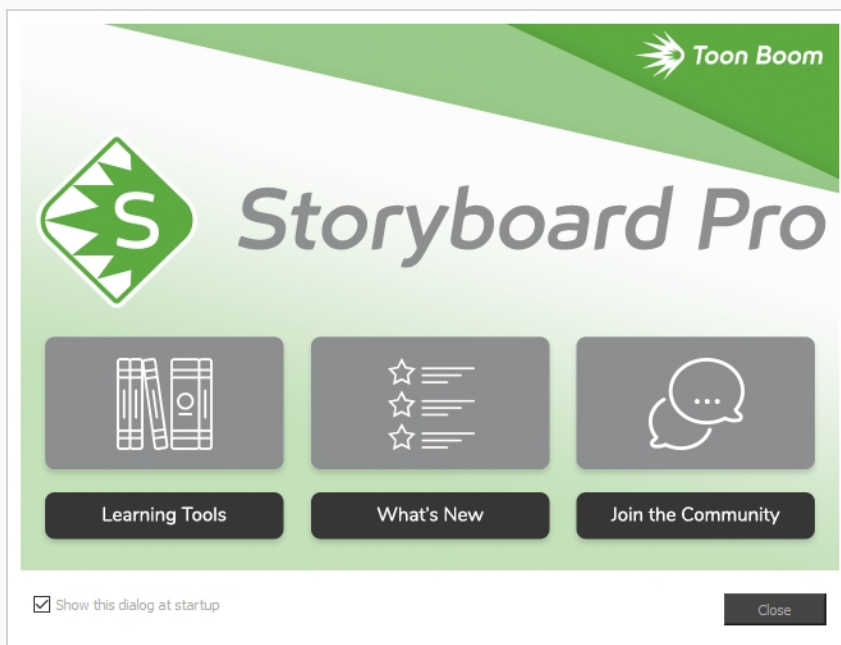 Toon Boom
S
Storyboard Pro
Learning Tools
What's New
Join the Community
Show this dialog at startup
Close